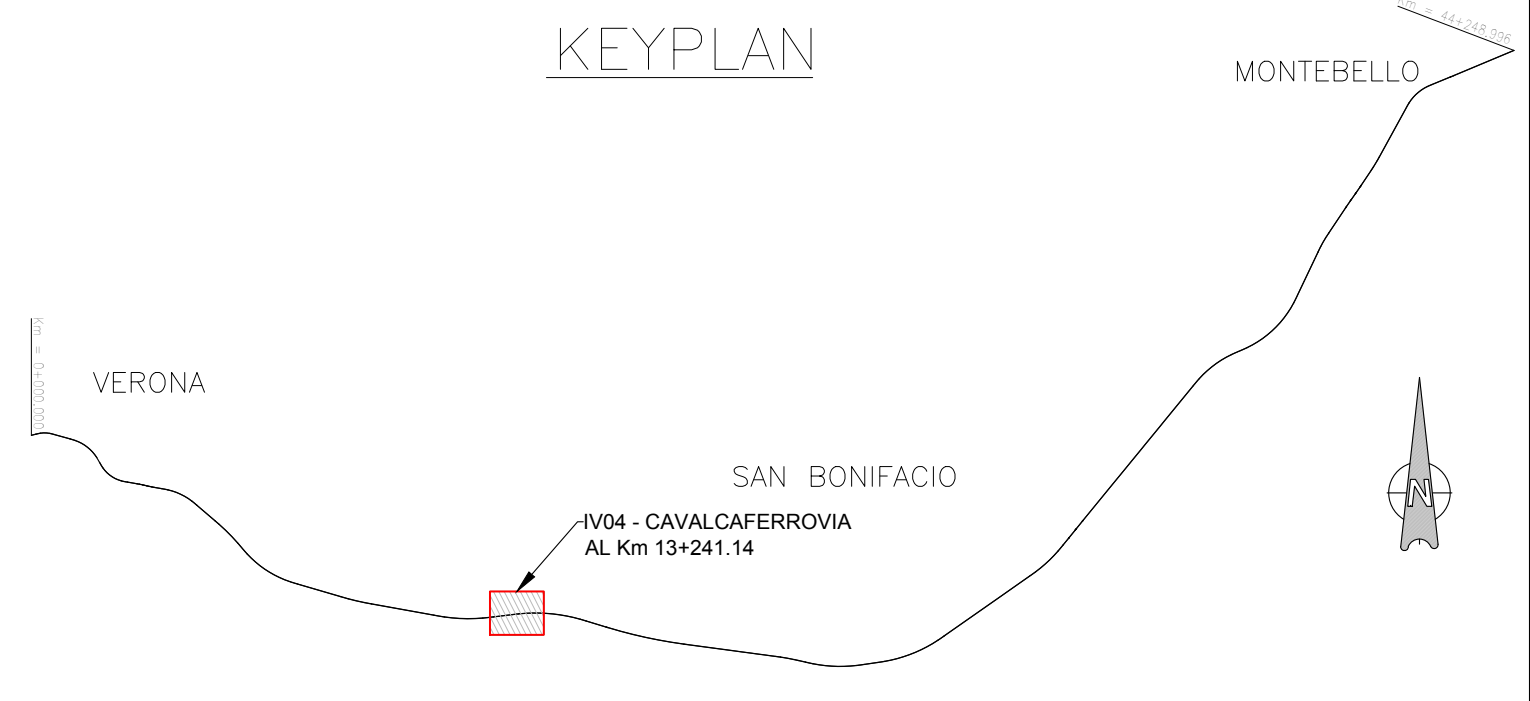 KEYPLAN
Km = 44+248.996
MONTEBELLO
Km = 0+000.000
VERONA
SAN BONIFACIO
IV04 - CAVALCAFERROVIA
AL Km 13+241.14
N